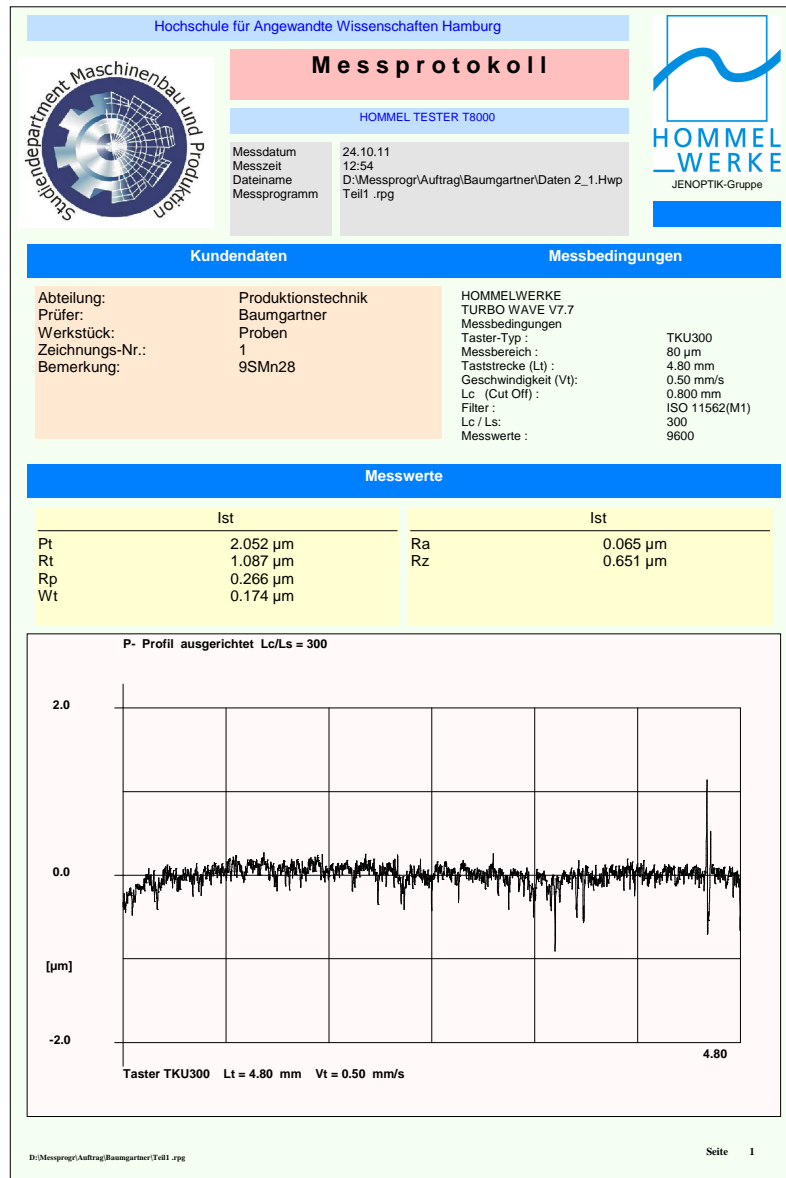 Hochschule für Angewandte Wissenschaften Hamburg
Messprotokoll
HOMMEL TESTER T8000
Studiendepartment Maschinenbau und Produktion
HOMMEL
WERKE
JENOPTIK-Gruppe
Messdatum 24.10.11
Messzeit 12:54
Dateiname D:\Messprogr\Auftrag\Baumgartner\Daten 2_1.Hwp
Messprogramm Teil1 .rpg
Kundendaten
Messbedingungen
Abteilung: Produktionstechnik
Prüfer: Baumgartner
Werkstück: Proben
Zeichnungs-Nr.: 1
Bemerkung: 9SMn28
HOMMELWERKE
TURBO WAVE V7.7
Messbedingungen
Taster-Typ : TKU300
Messbereich : 80 µm
Taststrecke (Lt) : 4.80 mm
Geschwindigkeit (Vt): 0.50 mm/s
Lc (Cut Off) : 0.800 mm
Filter : ISO 11562(M1)
Lc / Ls: 300
Messwerte : 9600
Messwerte
Ist
Pt 2.052 µm
Rt 1.087 µm
Rp 0.266 µm
Wt 0.174 µm
Ist
Ra 0.065 µm
Rz 0.651 µm
P- Profil ausgerichtet Lc/Ls = 300
2.0
0.0
[µm]
-2.0
4.80
Taster TKU300 Lt = 4.80 mm Vt = 0.50 mm/s
D:\Messprogr\Auftrag\Baumgartner\Teil1 .rpg
Seite 1